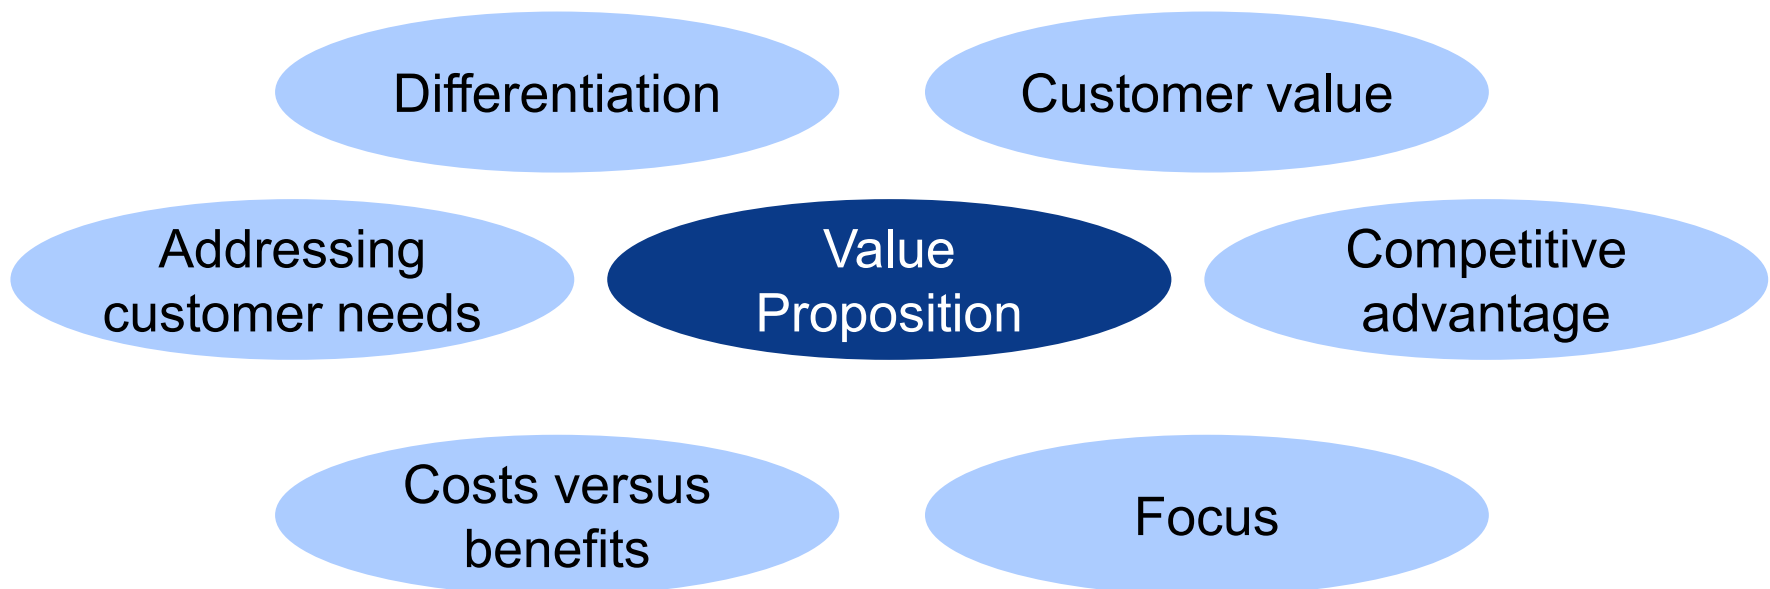 Differentiation
Customer value
Addressing
customer needs
Value
Proposition
Competitive
advantage
Costs versus
benefits
Focus